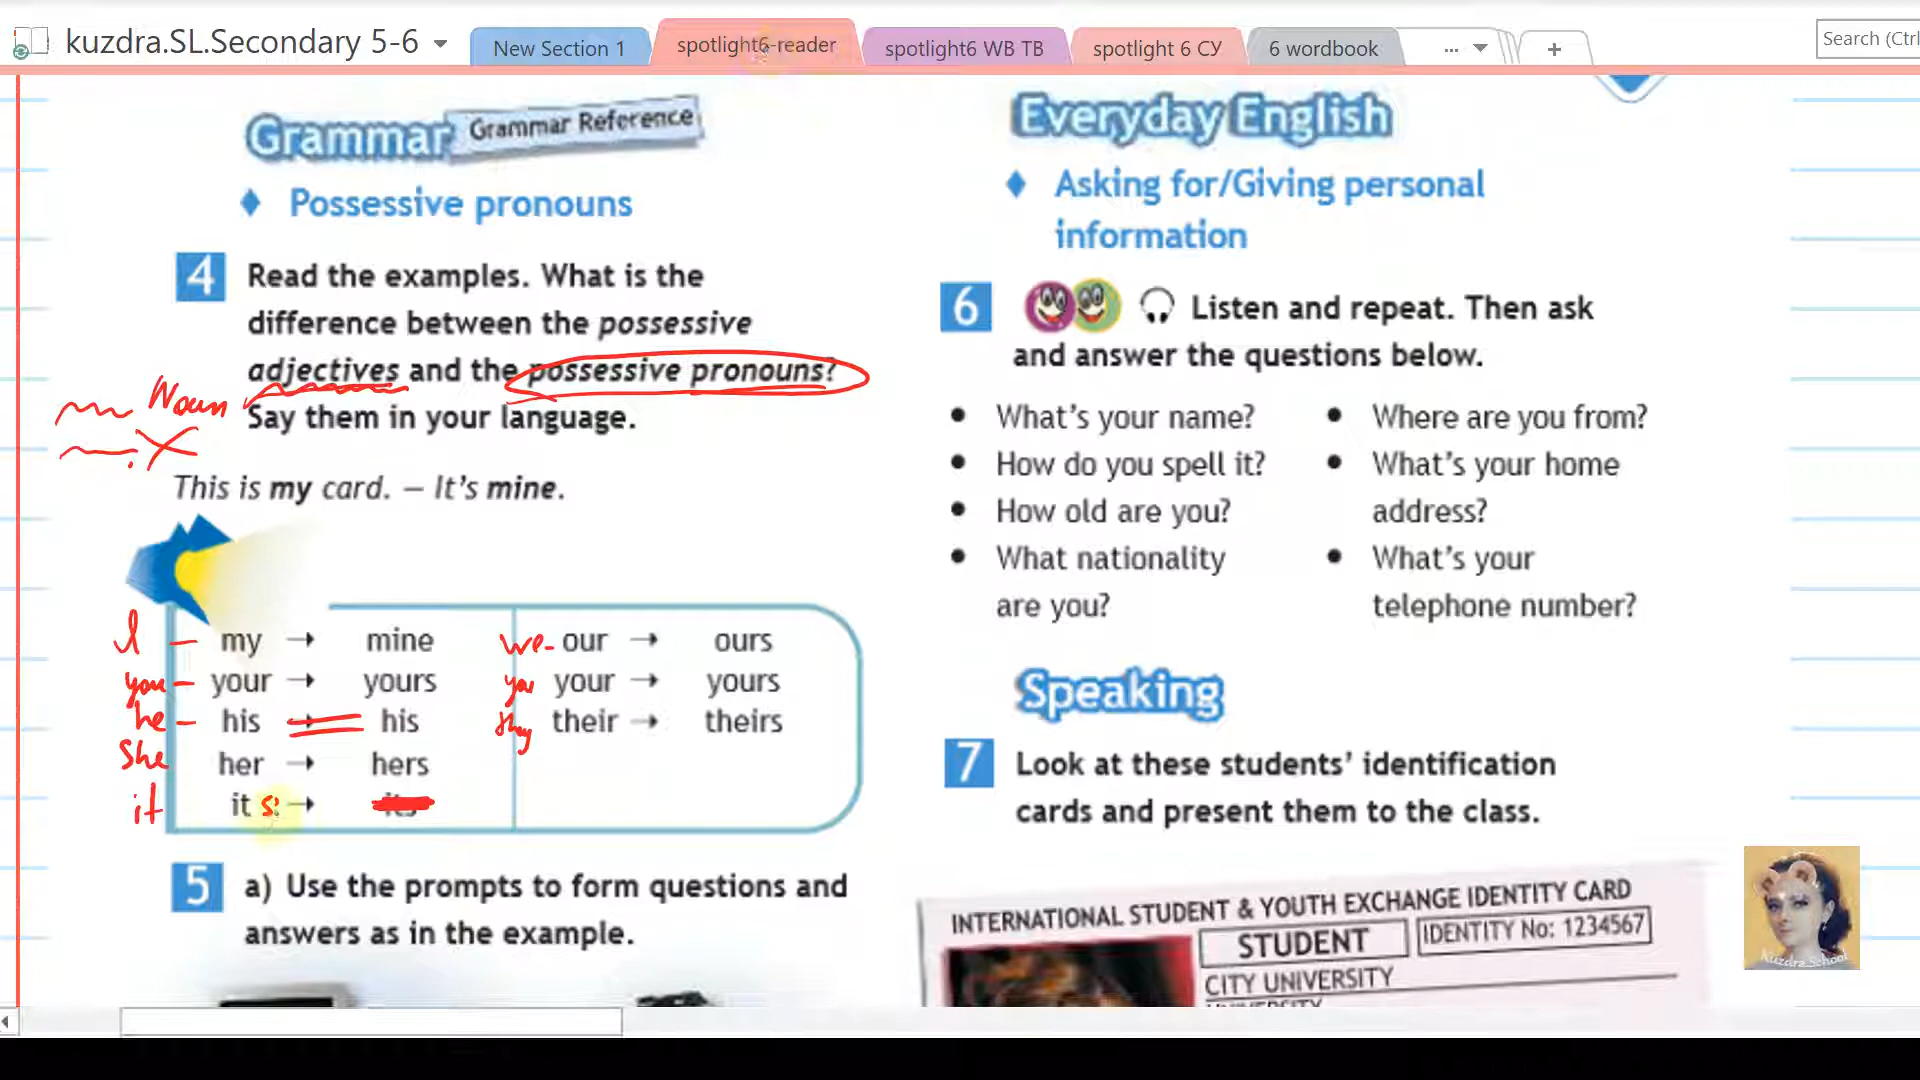 kuzdra.SL.Secondary 5-6
New Section 1
spotlight6-reader
spotlight6 WB TB
spotlight 6 СУ
6 wordbook
...
+
Search (Ctrl
Grammar Grammar Reference
♦ Possessive pronouns
4 Read the examples. What is the
difference between the possessive
adjectives and the possessive pronouns?
Noun
Say them in your language.
This is my card. – It's mine.
I – my → mine
you – your → yours
he – his → his
She her → hers
it its →
we- our → ours
you your → yours
they their → theirs
5 a) Use the prompts to form questions and
answers as in the example.
Everyday English
♦ Asking for/Giving personal
information
6 Listen and repeat. Then ask
and answer the questions below.
• What's your name?
• How do you spell it?
• How old are you?
• What nationality
are you?
• Where are you from?
• What's your home
address?
• What's your
telephone number?
Speaking
7 Look at these students' identification
cards and present them to the class.
INTERNATIONAL STUDENT & YOUTH EXCHANGE IDENTITY CARD
STUDENT
IDENTITY No: 1234567
CITY UNIVERSITY
kuzdra.School